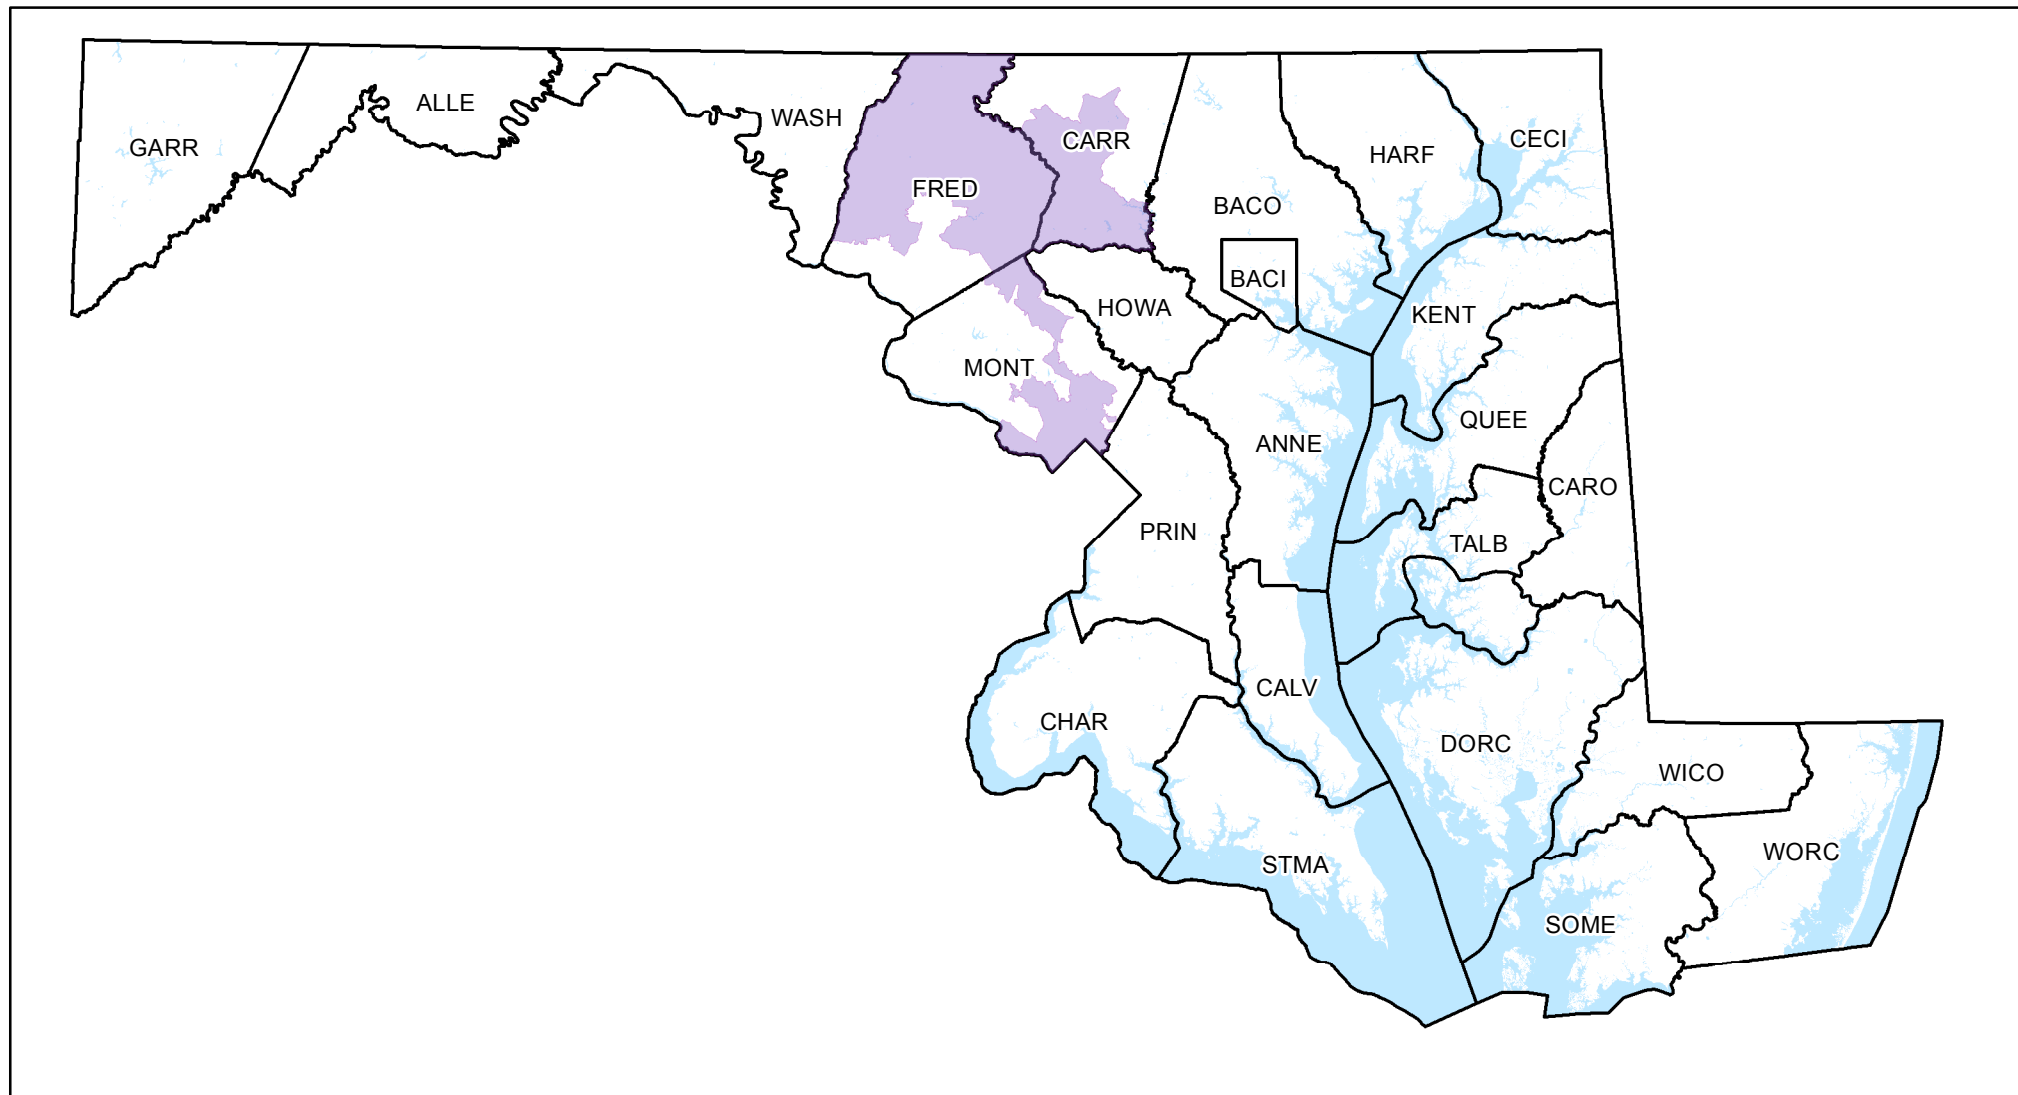 ALLE
WASH
GARR
CARR
HARF
CECI
FRED
BACO
BACI
HOWA
KENT
MONT
QUEE
ANNE
CARO
PRIN
TALB
CALV
CHAR
DORC
WICO
STMA
WORC
SOME